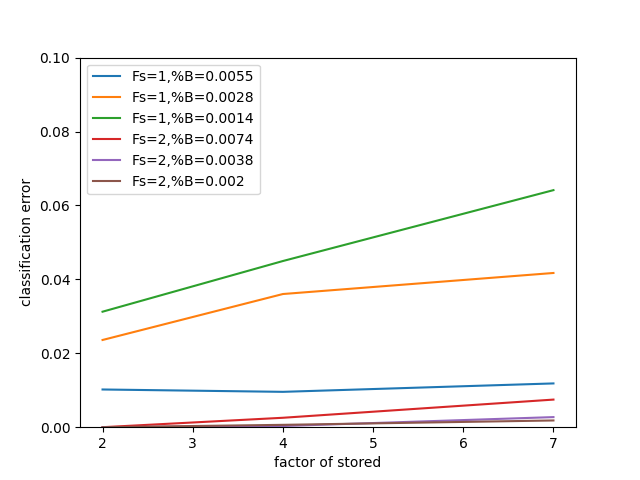 0.10
0.08
0.06
0.04
0.02
0.00
classification error
Fs=1,%B=0.0055
Fs=1,%B=0.0028
Fs=1,%B=0.0014
Fs=2,%B=0.0074
Fs=2,%B=0.0038
Fs=2,%B=0.002
2 3 4 5 6 7
factor of stored